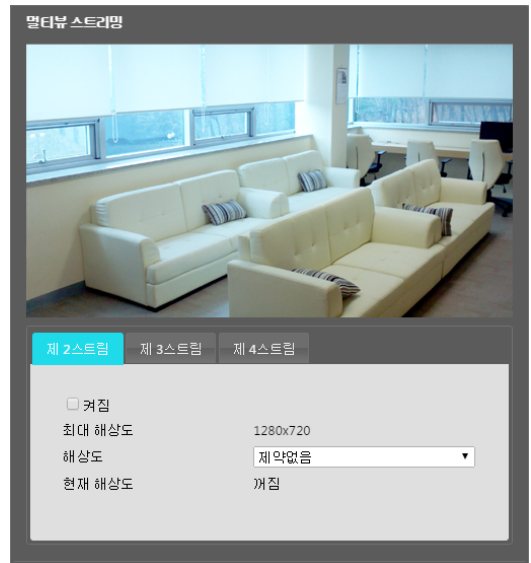 멀티뷰 스트리밍
제 2스트림 제 3스트림 제 4스트림
켜짐
최대 해상도 1280x720
해상도 제약없음
현재 해상도 꺼짐